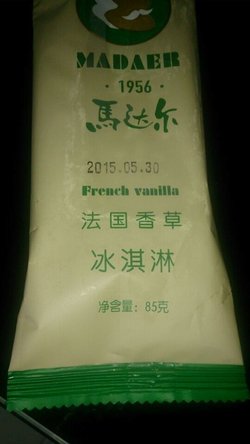 MADAER
·1956·
馬达尔
2015.05.30
French vanilla
法国香草
冰淇淋
净含量：85克